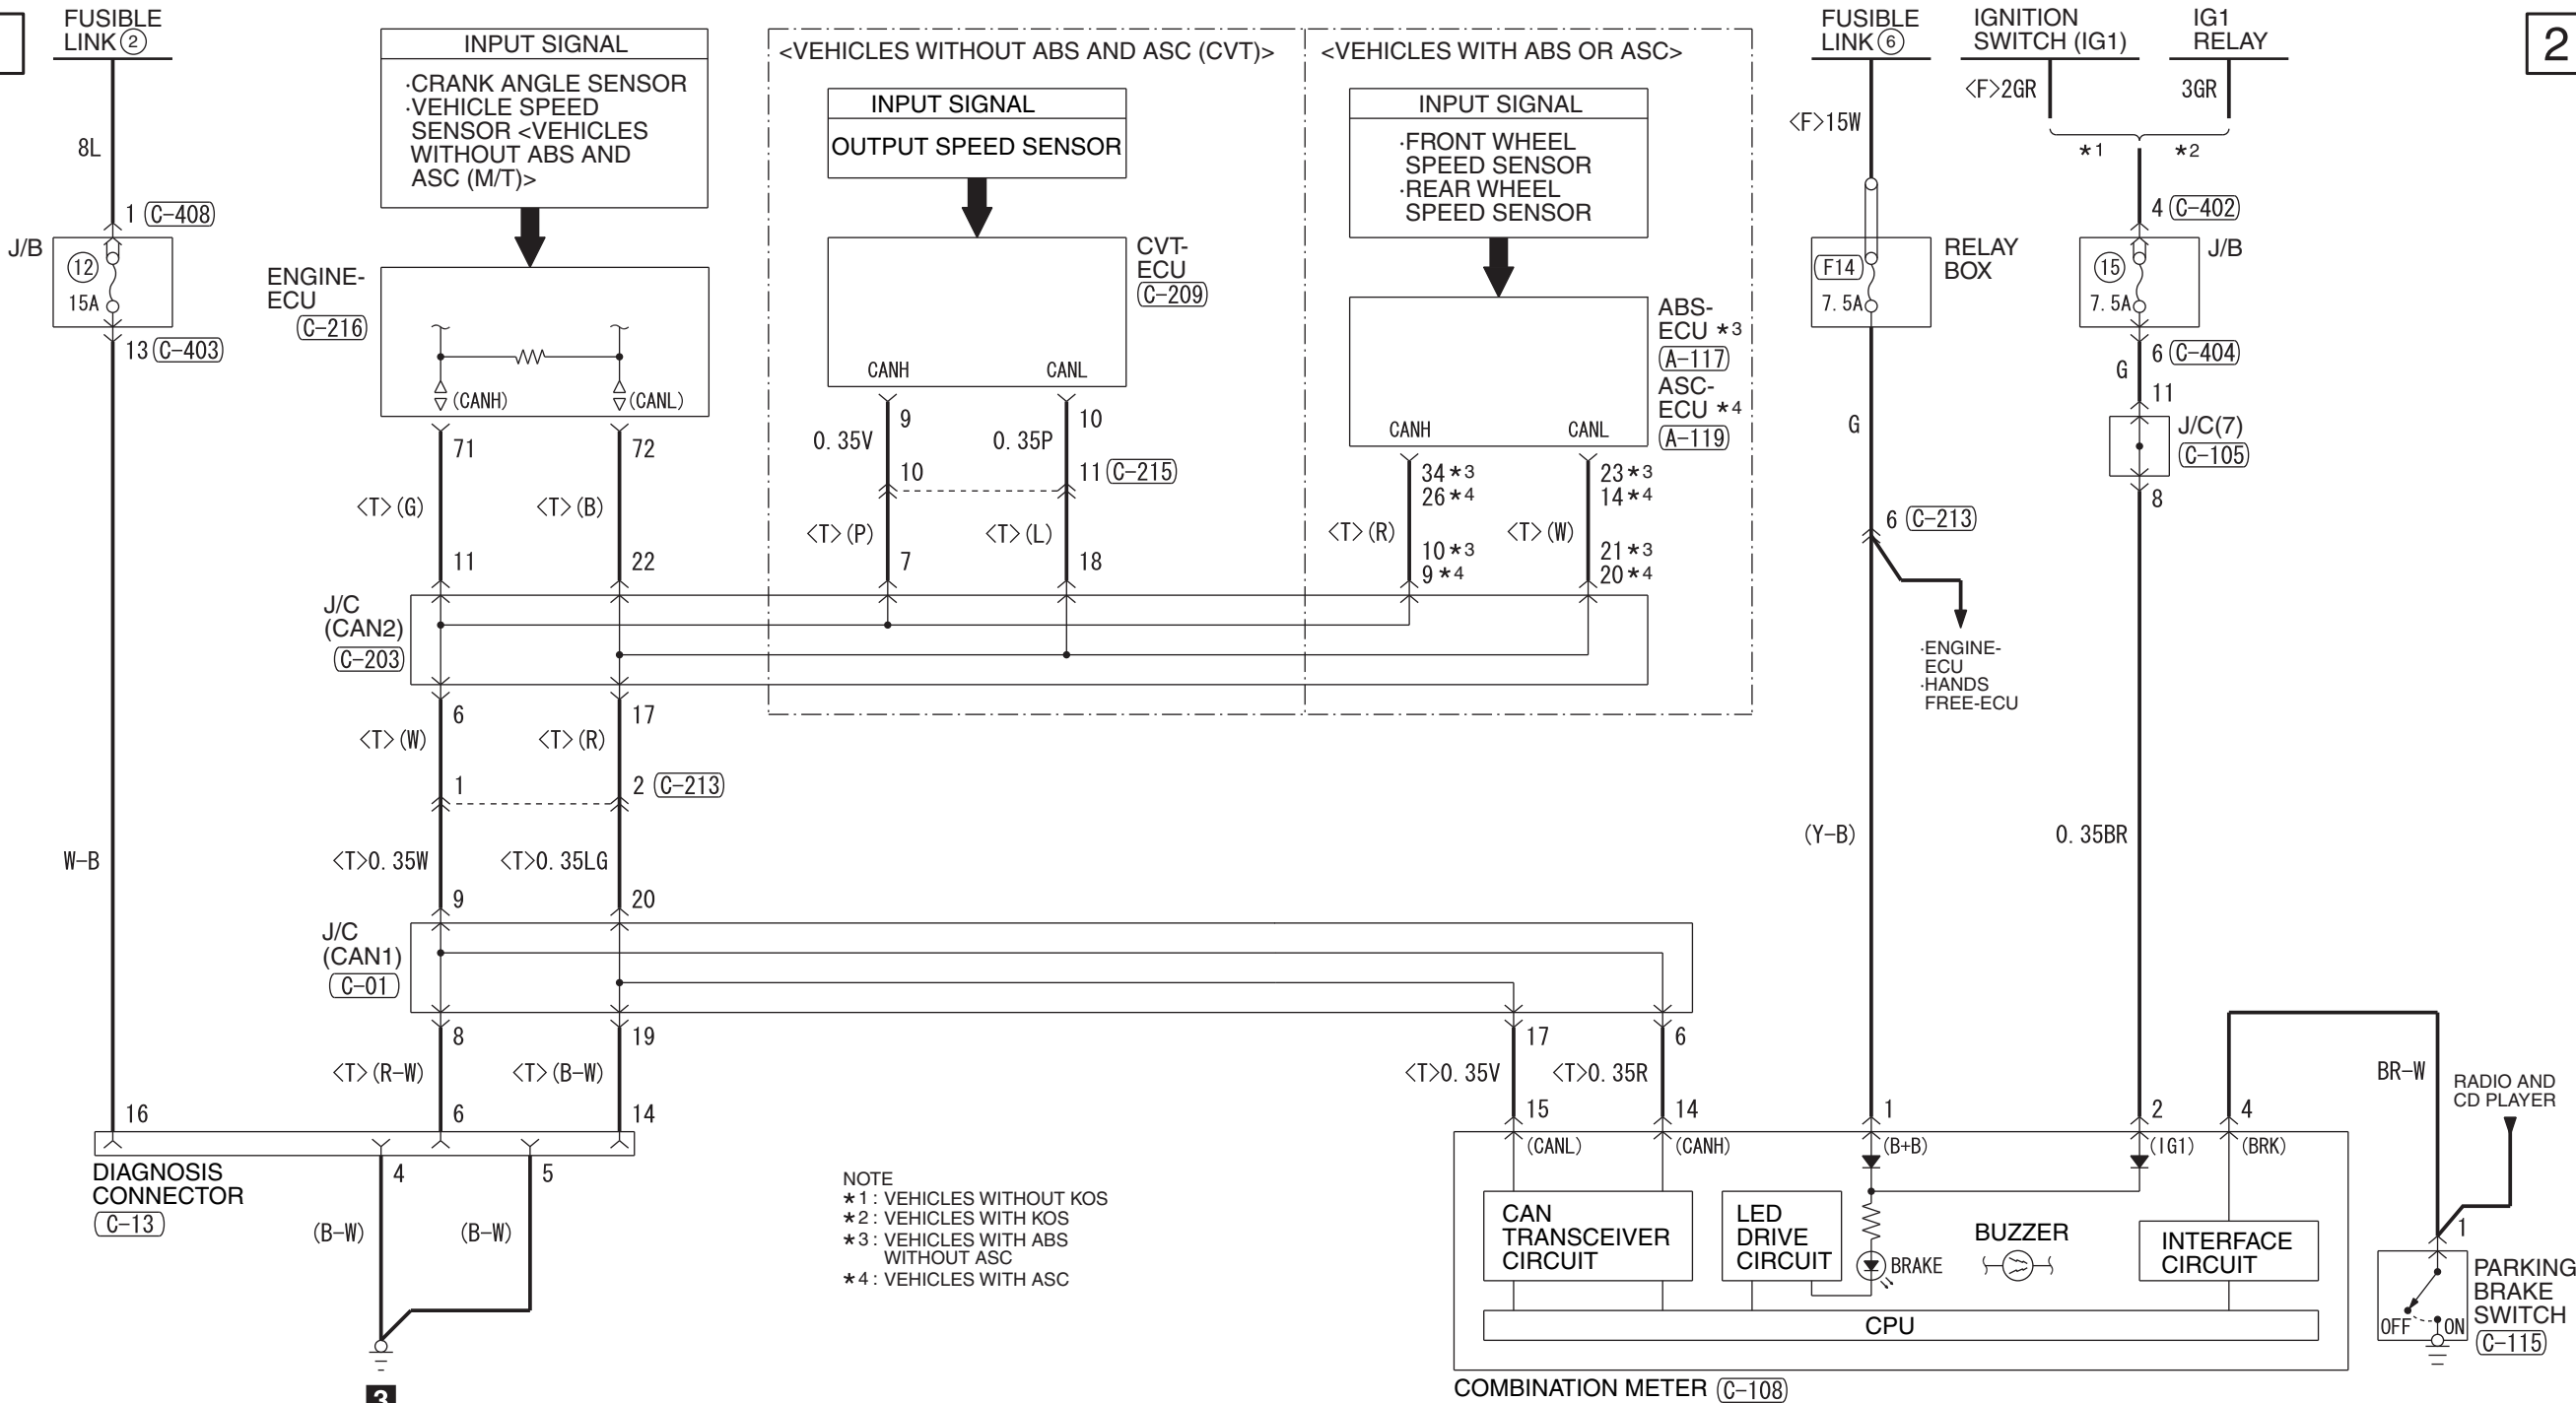 FUSIBLE
LINK 2
8L
1 C-408
J/B
12
15A
13 C-403
W-B
16
INPUT SIGNAL
·CRANK ANGLE SENSOR
·VEHICLE SPEED
SENSOR <VEHICLES
WITHOUT ABS AND
ASC (M/T)>
ENGINE-
ECU
C-216
(CANH)
(CANL)
71
72
<T>(G)
<T>(B)
11
22
<VEHICLES WITHOUT ABS AND ASC (CVT)>
INPUT SIGNAL
OUTPUT SPEED SENSOR
CVT-
ECU
C-209
CANH
CANL
9
10
0.35V
0.35P
10
11 C-215
<T>(P)
<T>(L)
7
18
<VEHICLES WITH ABS OR ASC>
INPUT SIGNAL
·FRONT WHEEL
SPEED SENSOR
·REAR WHEEL
SPEED SENSOR
ABS-
ECU *3
A-117
ASC-
ECU *4
A-119
CANH
CANL
34*3
26*4
23*3
14*4
<T>(R)
<T>(W)
10*3
9*4
21*3
20*4
J/C
(CAN2)
C-203
6
17
<T>(W)
<T>(R)
1
2 C-213
<T>0.35W
<T>0.35LG
9
20
J/C
(CAN1)
C-01
8
19
<T>(R-W)
<T>(B-W)
6
14
17
6
<T>0.35V
<T>0.35R
15
14
DIAGNOSIS
CONNECTOR
C-13
4
5
(B-W)
(B-W)
3
NOTE
*1 : VEHICLES WITHOUT KOS
*2 : VEHICLES WITH KOS
*3 : VEHICLES WITH ABS
WITHOUT ASC
*4 : VEHICLES WITH ASC
FUSIBLE
LINK 6
<F>15W
F14
7.5A
RELAY
BOX
G
6 C-213
·ENGINE-
ECU
·HANDS
FREE-ECU
(Y-B)
1
IGNITION
SWITCH (IG1)
IG1
RELAY
<F>2GR
3GR
*1
*2
4 C-402
15
7.5A
J/B
6 C-404
G
11
J/C(7)
C-105
8
0.35BR
2
2
4
BR-W
RADIO AND
CD PLAYER
1
PARKING
BRAKE
SWITCH
C-115
OFF
ON
(CANL)
(CANH)
(B+B)
(IG1)
(BRK)
CAN
TRANSCEIVER
CIRCUIT
LED
DRIVE
CIRCUIT
BRAKE
BUZZER
INTERFACE
CIRCUIT
CPU
COMBINATION METER C-108